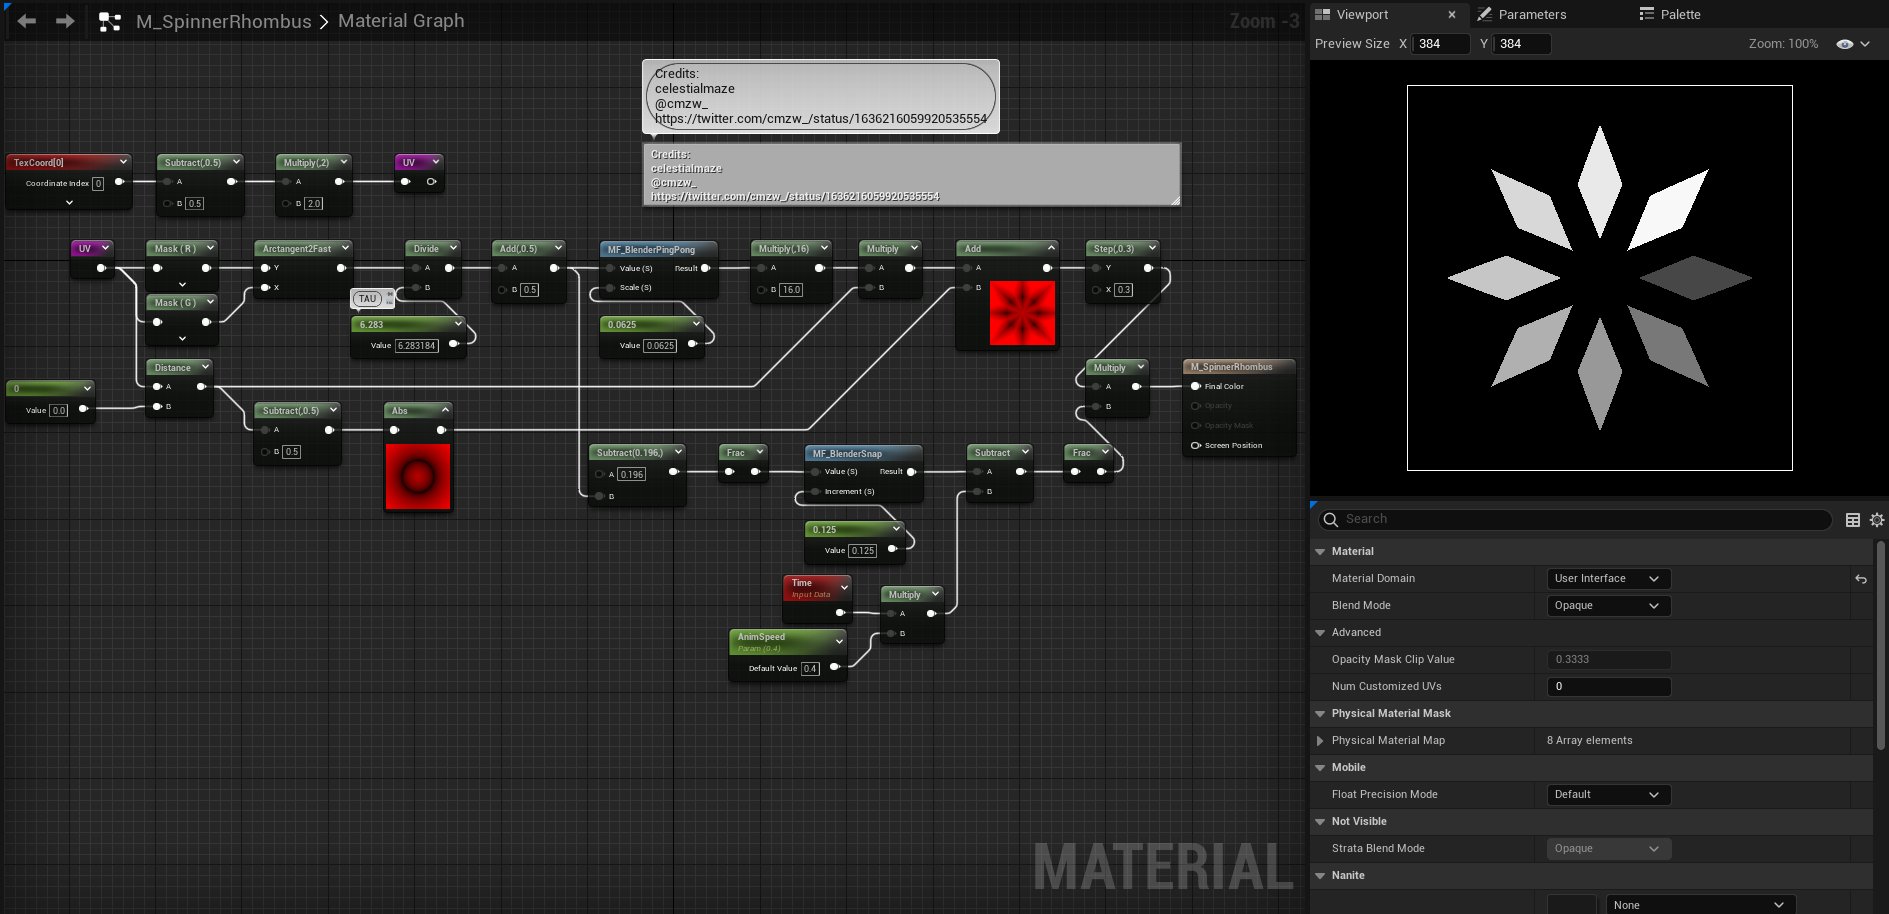 M_SpinnerRhombus > Material Graph
Zoom -3
Credits:
celestialmaze
@cmzw_
https://twitter.com/cmzw_/status/1636216059920535554
Credits:
celestialmaze
@cmzw_
https://twitter.com/cmzw_/status/1636216059920535554
TexCoord[0]
Coordinate Index 0
Subtract(,0.5)
A
B 0.5
Multiply(,2)
A
B 2.0
UV
UV
Mask ( R )
Mask ( G )
Arctangent2Fast
Y
X
Divide
A
B
TAU
6.283
Value 6.283184
Add(,0.5)
A
B 0.5
MF_BlenderPingPong
Value (S) Result
Scale (S)
0.0625
Value 0.0625
Multiply(,16)
A
B 16.0
Multiply
A
B
Add
A
B
Step(,0.3)
Y
X 0.3
Distance
A
B
0
Value 0.0
Subtract(,0.5)
A
B 0.5
Abs
Multiply
A
B
M_SpinnerRhombus
Final Color
Opacity
Opacity Mask
Screen Position
Subtract(0.196,)
A 0.196
B
Frac
MF_BlenderSnap
Value (S) Result
Increment (S)
0.125
Value 0.125
Subtract
A
B
Frac
Time
Input Data
Multiply
A
B
AnimSpeed
Param (0.4)
Default Value 0.4
MATERIAL
Viewport
Parameters
Palette
Preview Size X 384 Y 384
Zoom: 100%
Search
Material
Material Domain User Interface
Blend Mode Opaque
Advanced
Opacity Mask Clip Value 0.3333
Num Customized UVs 0
Physical Material Mask
Physical Material Map 8 Array elements
Mobile
Float Precision Mode Default
Not Visible
Strata Blend Mode Opaque
Nanite
None